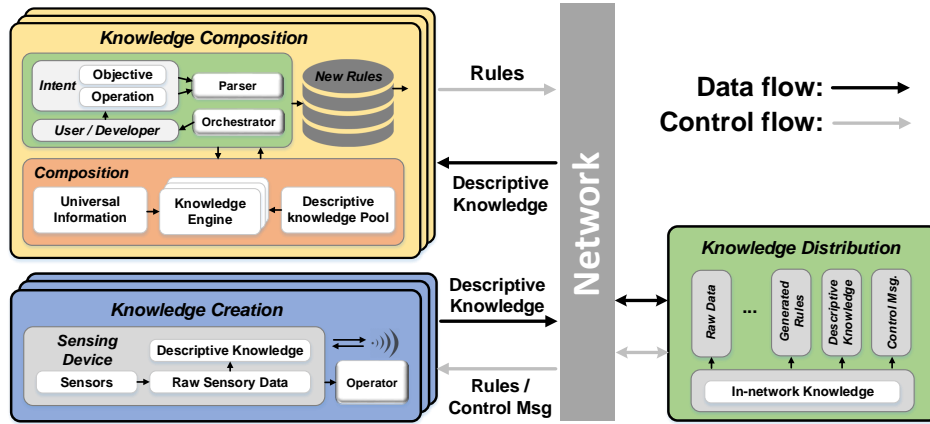 Knowledge Composition
Intent
Objective
Operation
Parser
User / Developer
Orchestrator
New Rules
Composition
Universal
Information
Knowledge
Engine
Descriptive
knowledge Pool
Rules
Descriptive
Knowledge
Network
Data flow:
Control flow:
Knowledge Creation
Sensing
Device
Descriptive Knowledge
Sensors
Raw Sensory Data
Operator
Descriptive
Knowledge
Rules /
Control Msg
Knowledge Distribution
Raw Data
...
Generated
Rules
Descriptive
Knowledge
Control Msg.
In-network Knowledge